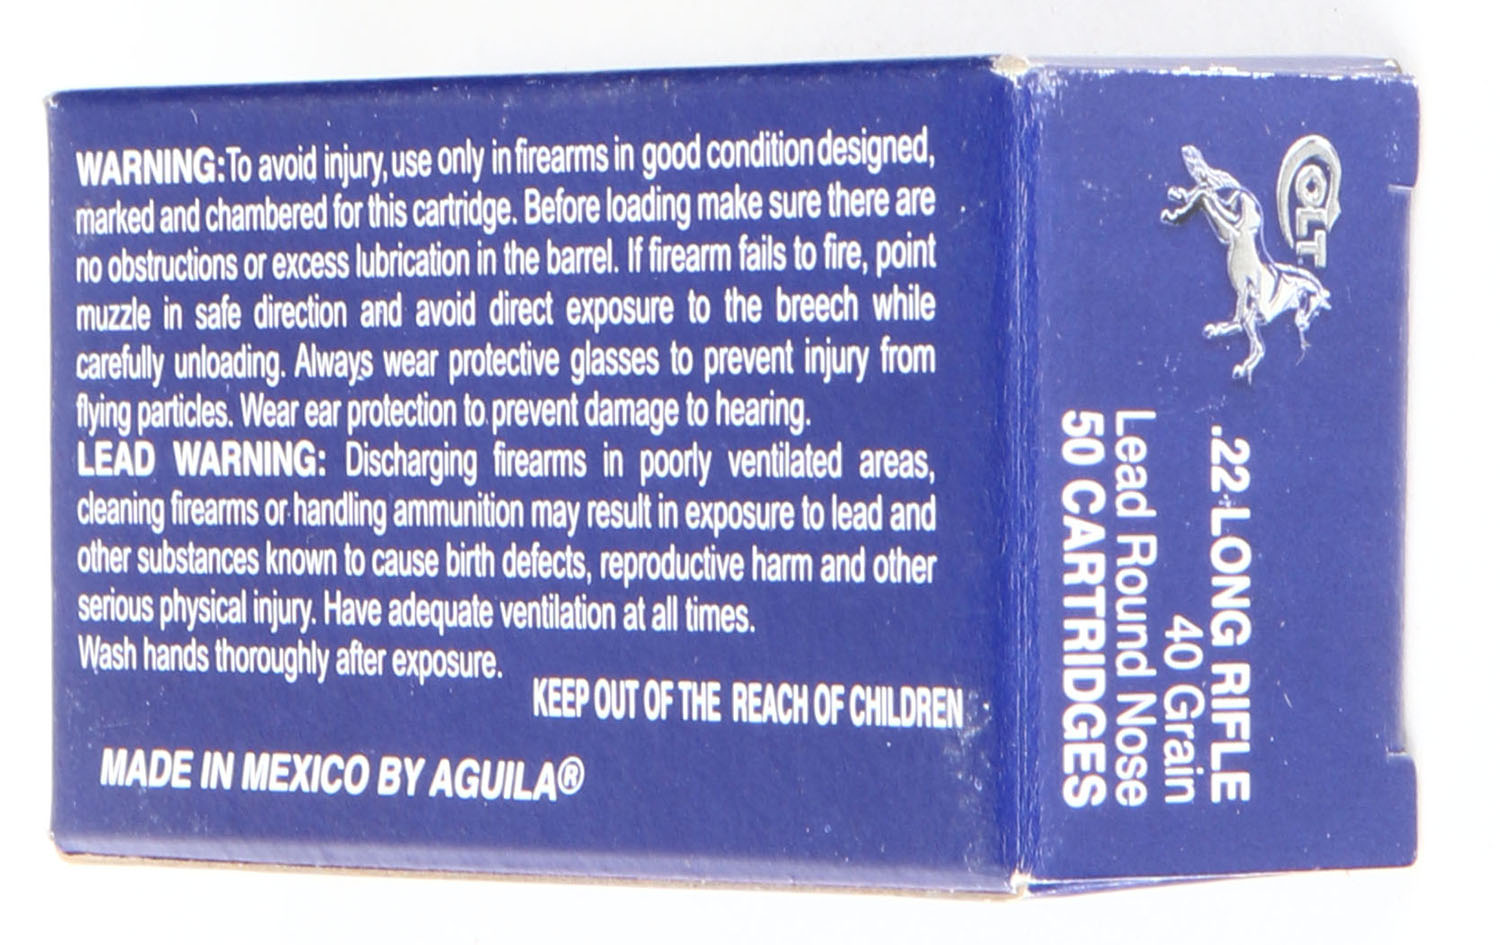 WARNING: To avoid injury, use only in firearms in good condition designed,
marked and chambered for this cartridge. Before loading make sure there are
no obstructions or excess lubrication in the barrel. If firearm fails to fire, point
muzzle in safe direction and avoid direct exposure to the breech while
carefully unloading. Always wear protective glasses to prevent injury from
flying particles. Wear ear protection to prevent damage to hearing.
LEAD WARNING: Discharging firearms in poorly ventilated areas,
cleaning firearms or handling ammunition may result in exposure to lead and
other substances known to cause birth defects, reproductive harm and other
serious physical injury. Have adequate ventilation at all times.
Wash hands thoroughly after exposure.
KEEP OUT OF THE REACH OF CHILDREN
MADE IN MEXICO BY AGUILA®
COLT
.22 LONG RIFLE
40 Grain
Lead Round Nose
50 CARTRIDGES